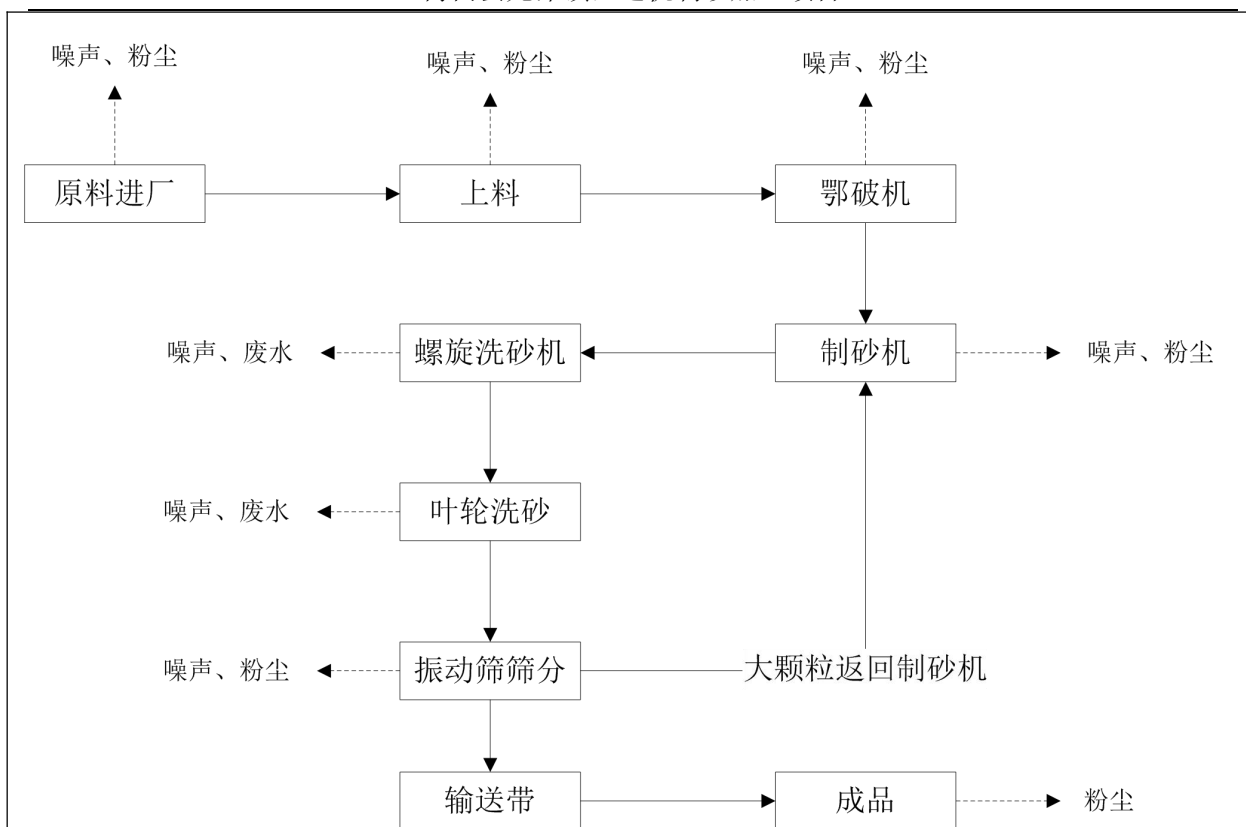 噪声、粉尘
噪声、粉尘
噪声、粉尘
原料进厂
上料
鄂破机
噪声、废水
螺旋洗砂机
制砂机
噪声、粉尘
噪声、废水
叶轮洗砂
噪声、粉尘
振动筛筛分
大颗粒返回制砂机
输送带
成品
粉尘